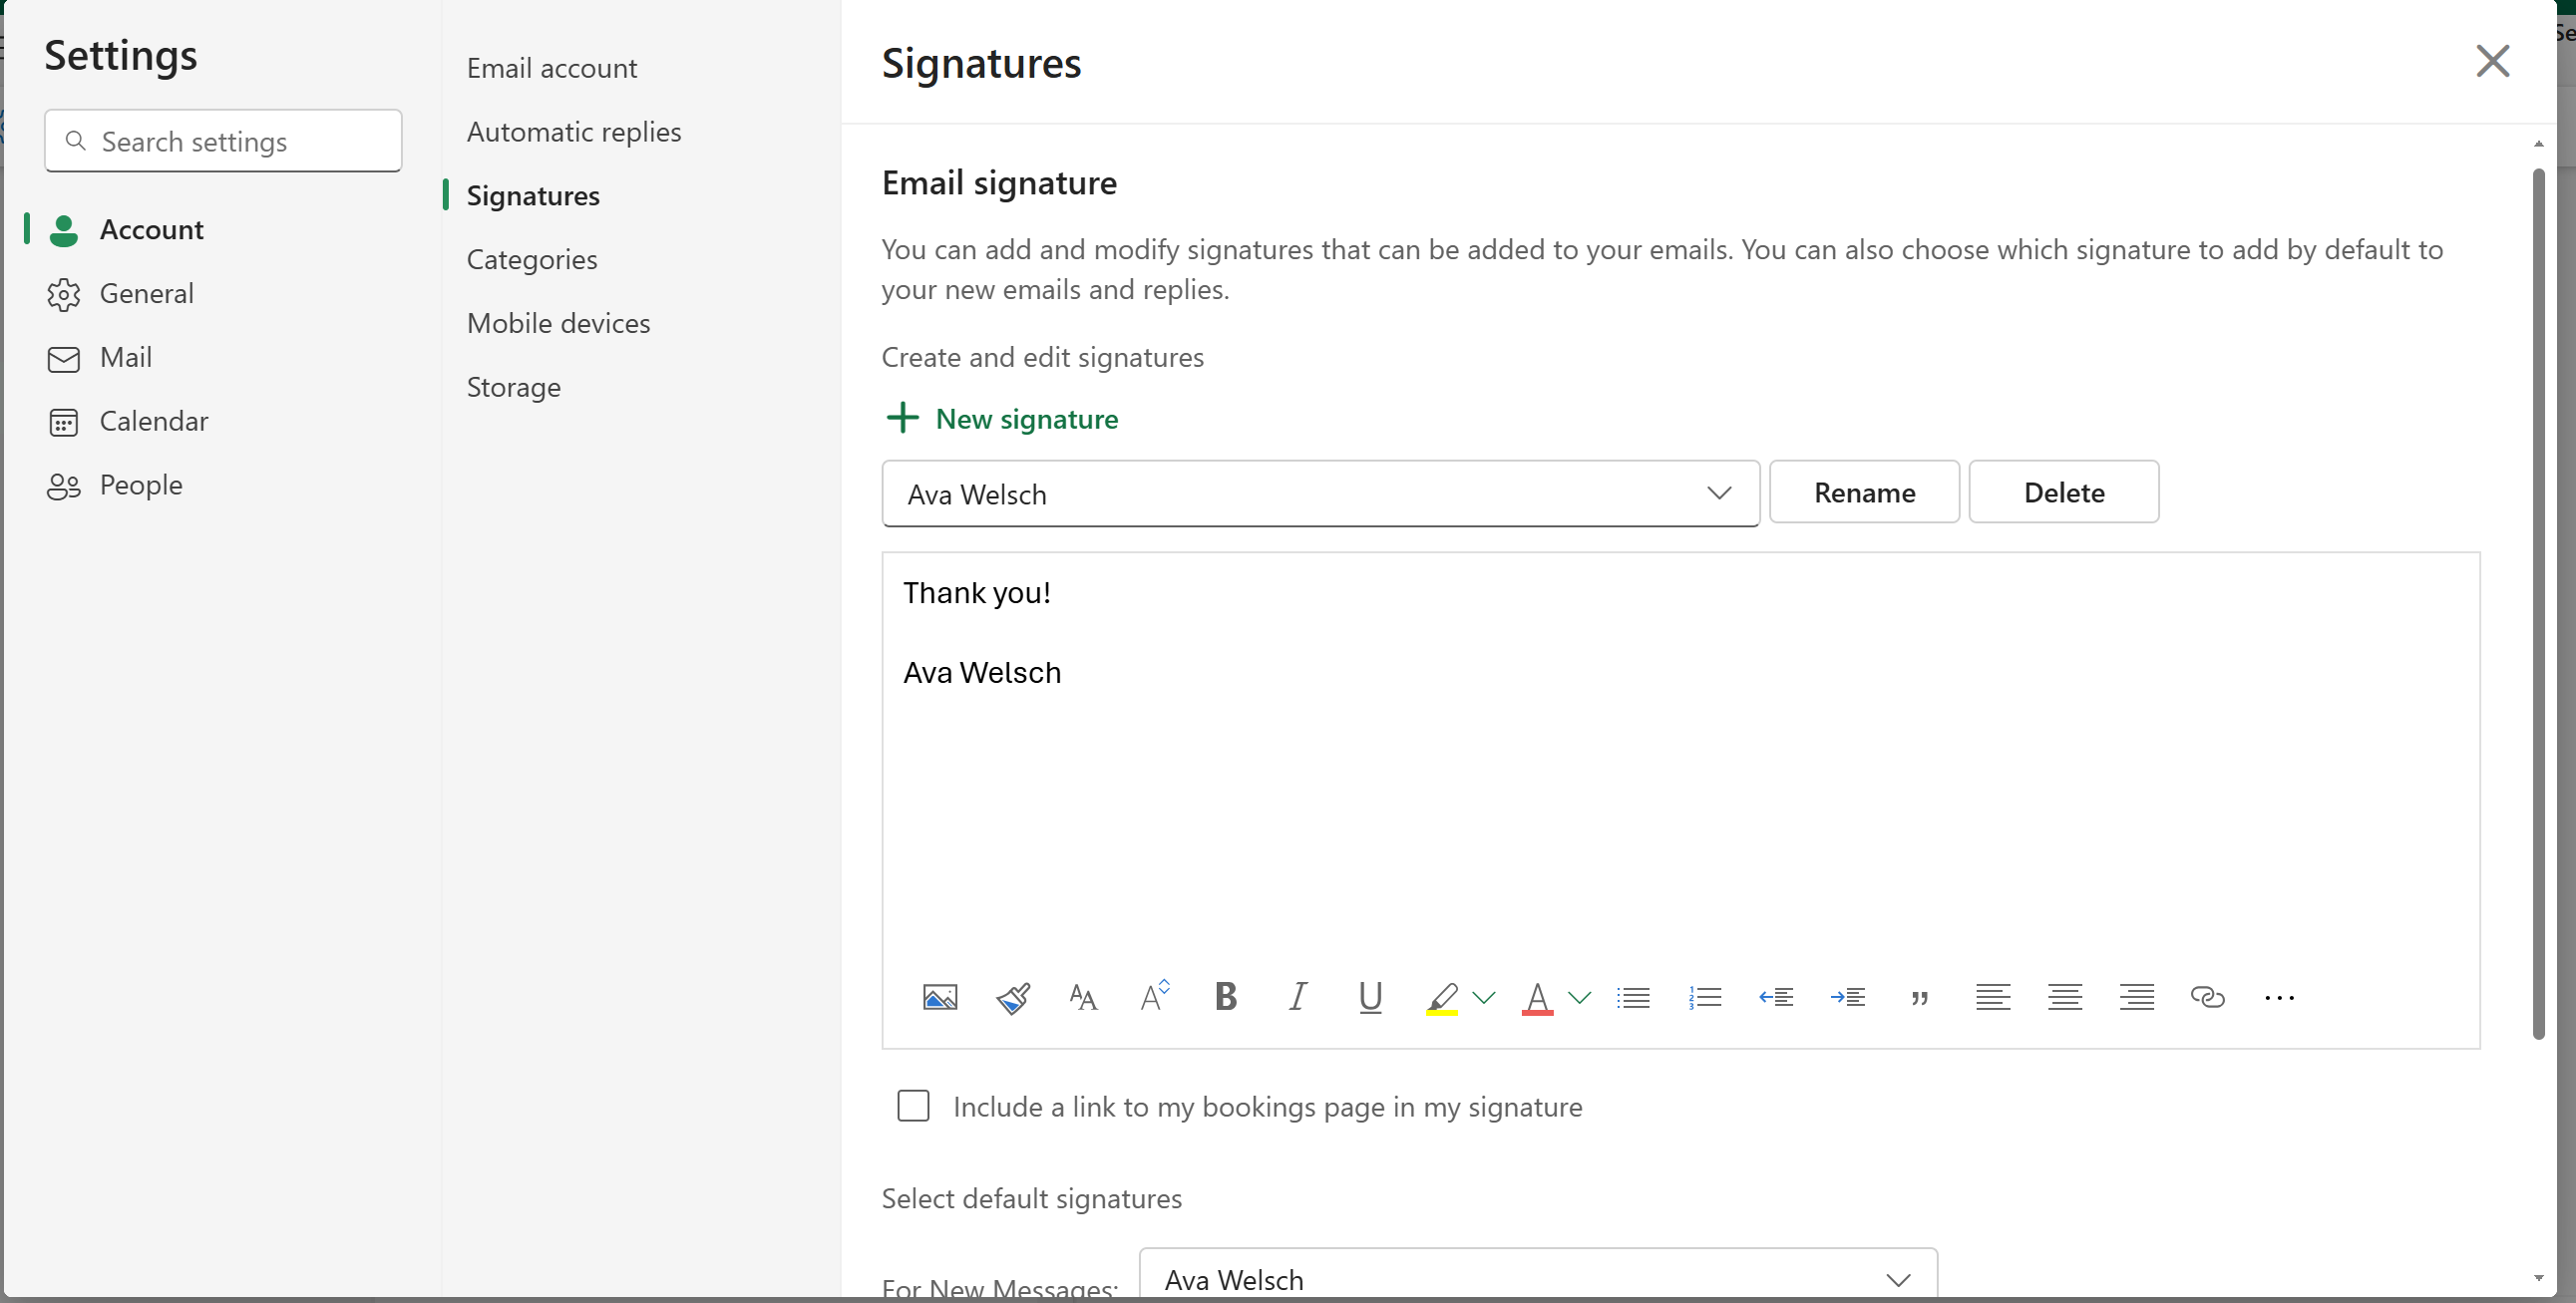 Settings
Search settings
Account
General
Mail
Calendar
People
Email account
Automatic replies
Signatures
Categories
Mobile devices
Storage
Signatures
Email signature
You can add and modify signatures that can be added to your emails. You can also choose which signature to add by default to
your new emails and replies.
Create and edit signatures
New signature
Ava Welsch
Rename
Delete
Thank you!
Ava Welsch
Include a link to my bookings page in my signature
Select default signatures
For New Messages:
Ava Welsch